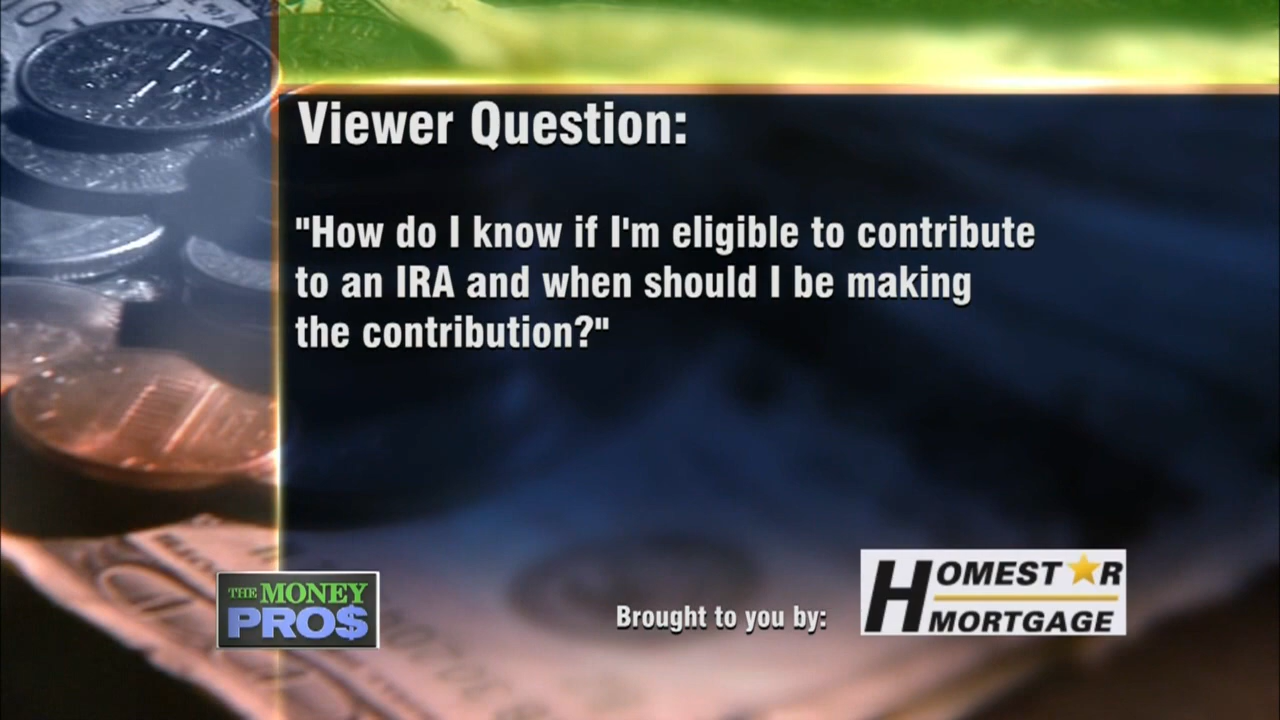 Viewer Question:
"How do I know if I'm eligible to contribute
to an IRA and when should I be making
the contribution?"
THE MONEY
PRO$
Brought to you by:
HOMEST★R
MORTGAGE